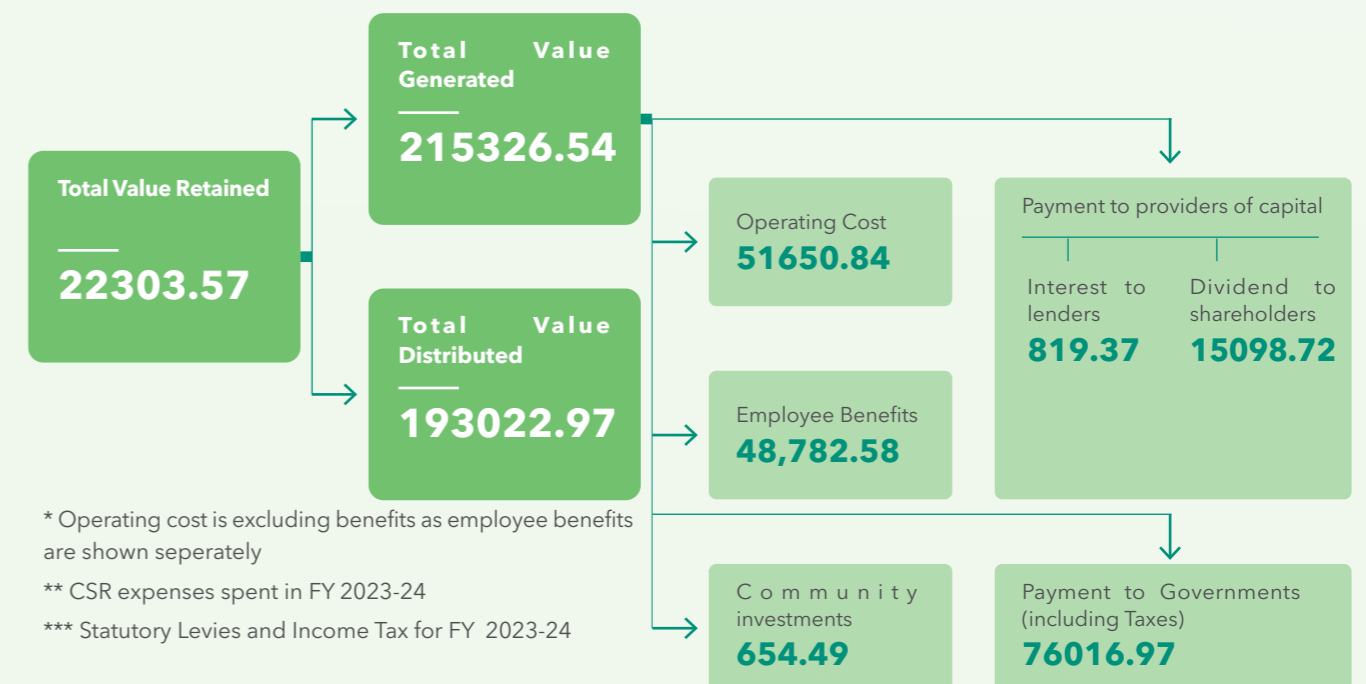 Total Value Retained
22303.57
Total Value
Generated
215326.54
Total Value
Distributed
193022.97
Operating Cost
51650.84
Employee Benefits
48,782.58
Community
investments
654.49
Payment to providers of capital
Interest to
lenders
819.37
Dividend to
shareholders
15098.72
Payment to Governments
(including Taxes)
76016.97
* Operating cost is excluding benefits as employee benefits
are shown seperately
** CSR expenses spent in FY 2023-24
*** Statutory Levies and Income Tax for FY 2023-24